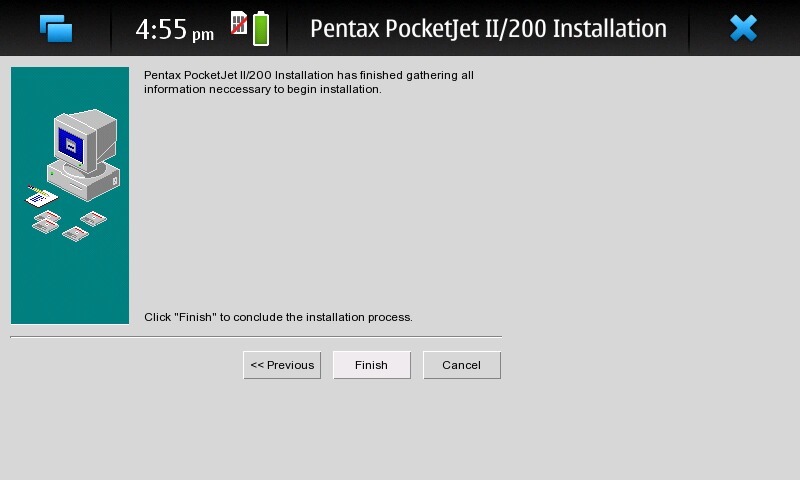 4:55 pm
Pentax PocketJet II/200 Installation
Pentax PocketJet II/200 Installation has finished gathering all
information neccessary to begin installation.
Click "Finish" to conclude the installation process.
<< Previous
Finish
Cancel